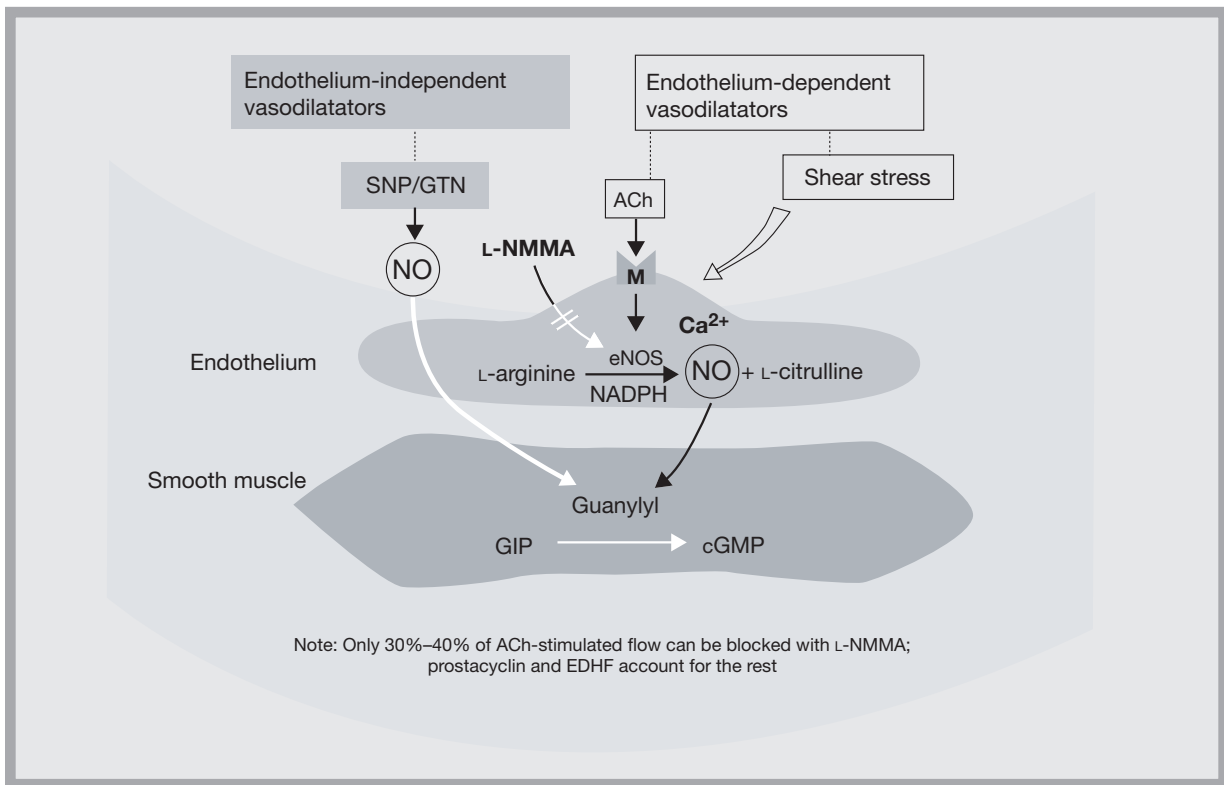 Endothelium-independent
vasodilatators
Endothelium-dependent
vasodilatators
SNP/GTN
ACh
Shear stress
NO
L-NMMA
M
Ca²⁺
Endothelium
eNOS
L-arginine
NADPH
NO
+ L-citrulline
Smooth muscle
Guanylyl
GIP
cGMP
Note: Only 30%–40% of ACh-stimulated flow can be blocked with L-NMMA;
prostacyclin and EDHF account for the rest